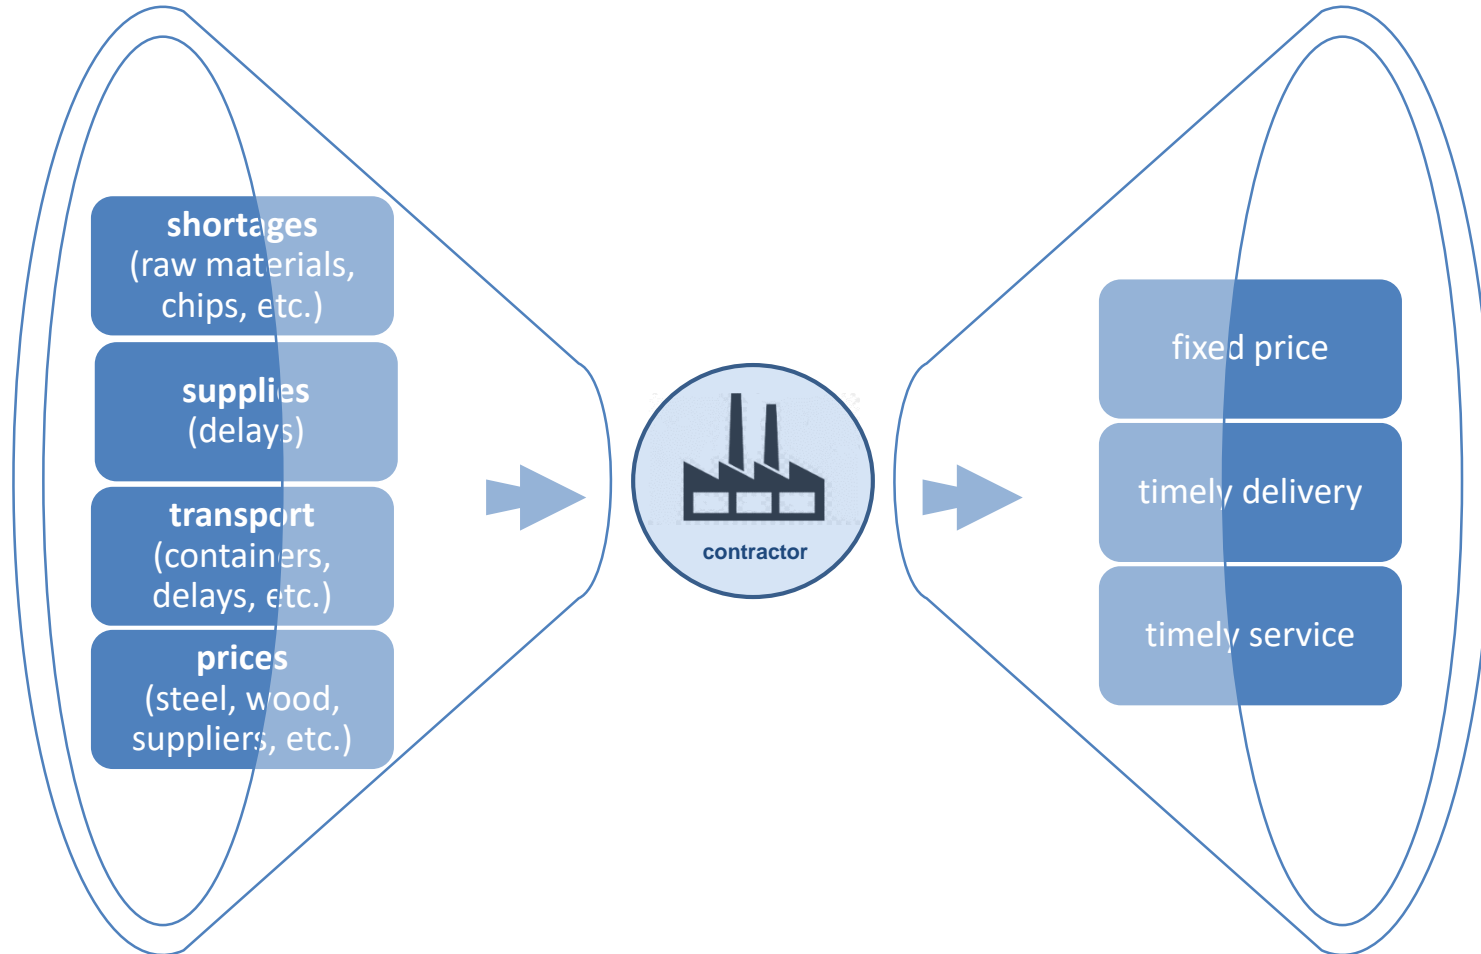 shortages
(raw materials,
chips, etc.)
supplies
(delays)
transport
(containers,
delays, etc.)
prices
(steel, wood,
suppliers, etc.)
contractor
fixed price
timely delivery
timely service